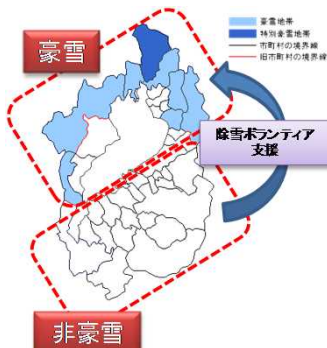 豪雪
豪雪地帯
特別豪雪地帯
市町村の境界線
旧市町村の境界線
除雪ボランティア
支援
非豪雪